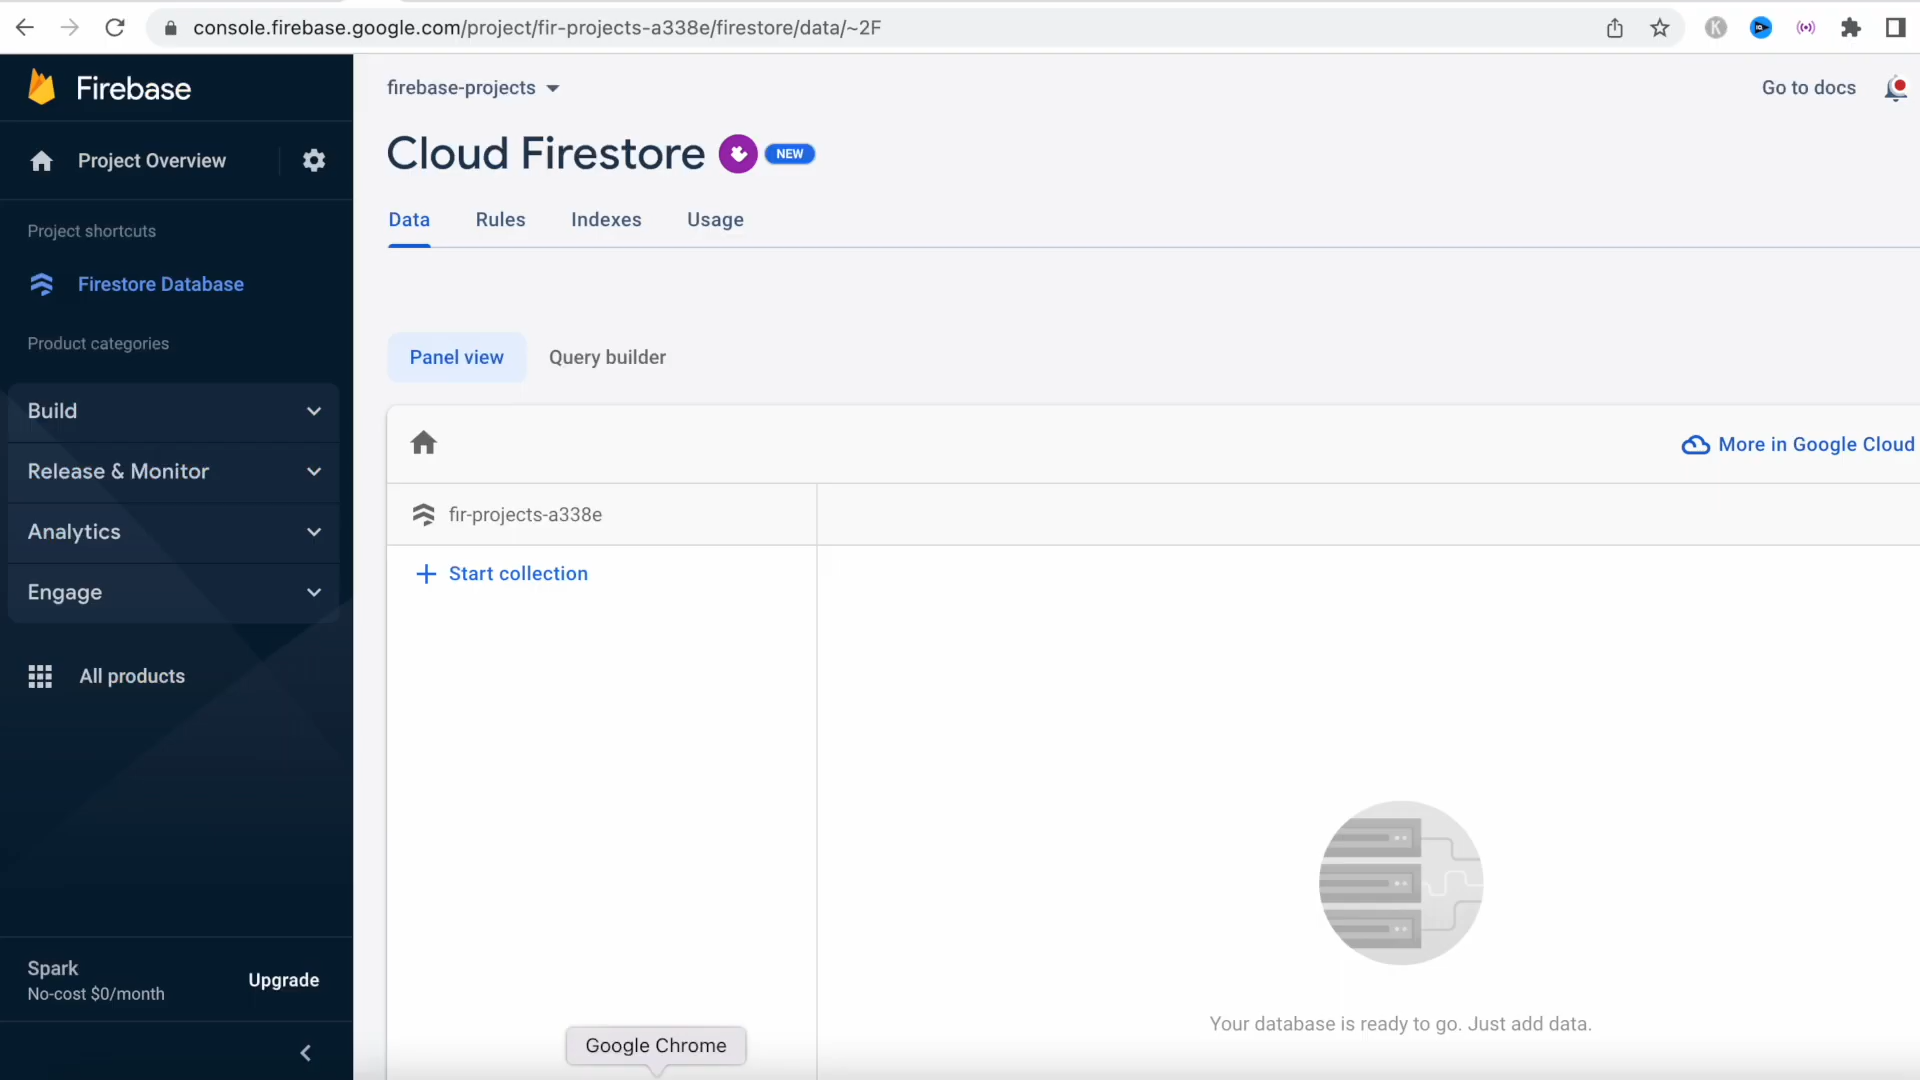 console.firebase.google.com/project/fir-projects-a338e/firestore/data/~2F
K
Firebase
firebase-projects
Go to docs
Project Overview
Cloud Firestore
NEW
Data
Rules
Indexes
Usage
Project shortcuts
Firestore Database
Product categories
Panel view
Query builder
Build
More in Google Cloud
Release & Monitor
fir-projects-a338e
Analytics
Start collection
Engage
All products
Spark
No-cost $0/month
Upgrade
Your database is ready to go. Just add data.
Google Chrome